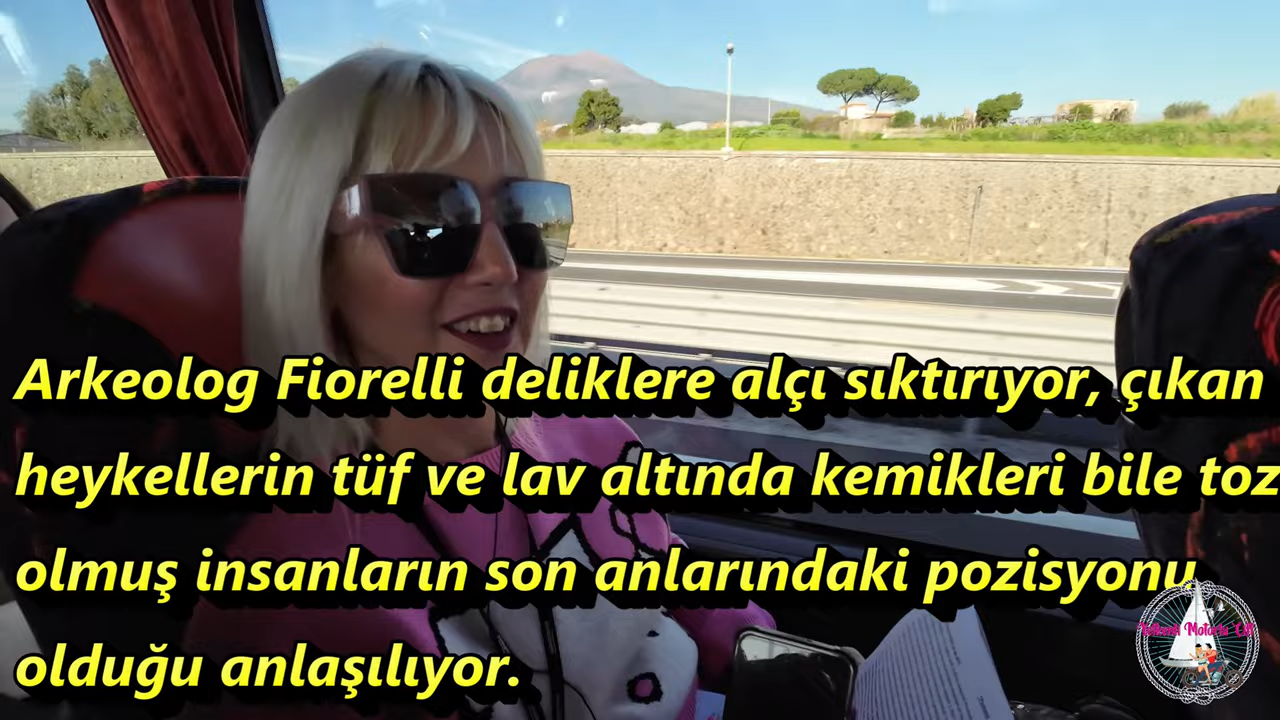 Arkeolog Fiorelli deliklere alçı sıktırıyor, çıkan
heykellerin tüf ve lav altında kemikleri bile toz
olmuş insanların son anlarındaki pozisyonu
olduğu anlaşılıyor.